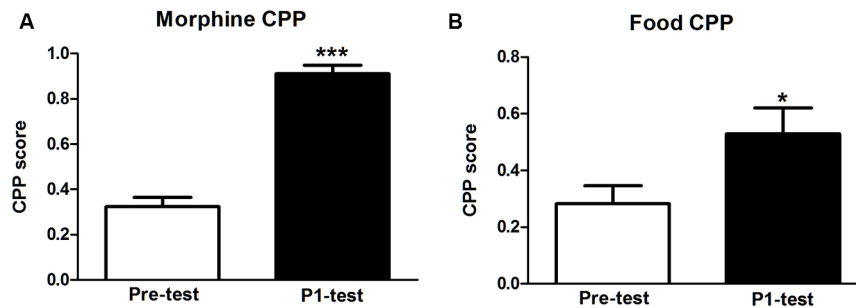 A
Morphine CPP
CPP score
1.0
0.8
0.6
0.4
0.2
0.0
***
Pre-test
P1-test
B
Food CPP
CPP score
0.8
0.6
0.4
0.2
0.0
*
Pre-test
P1-test